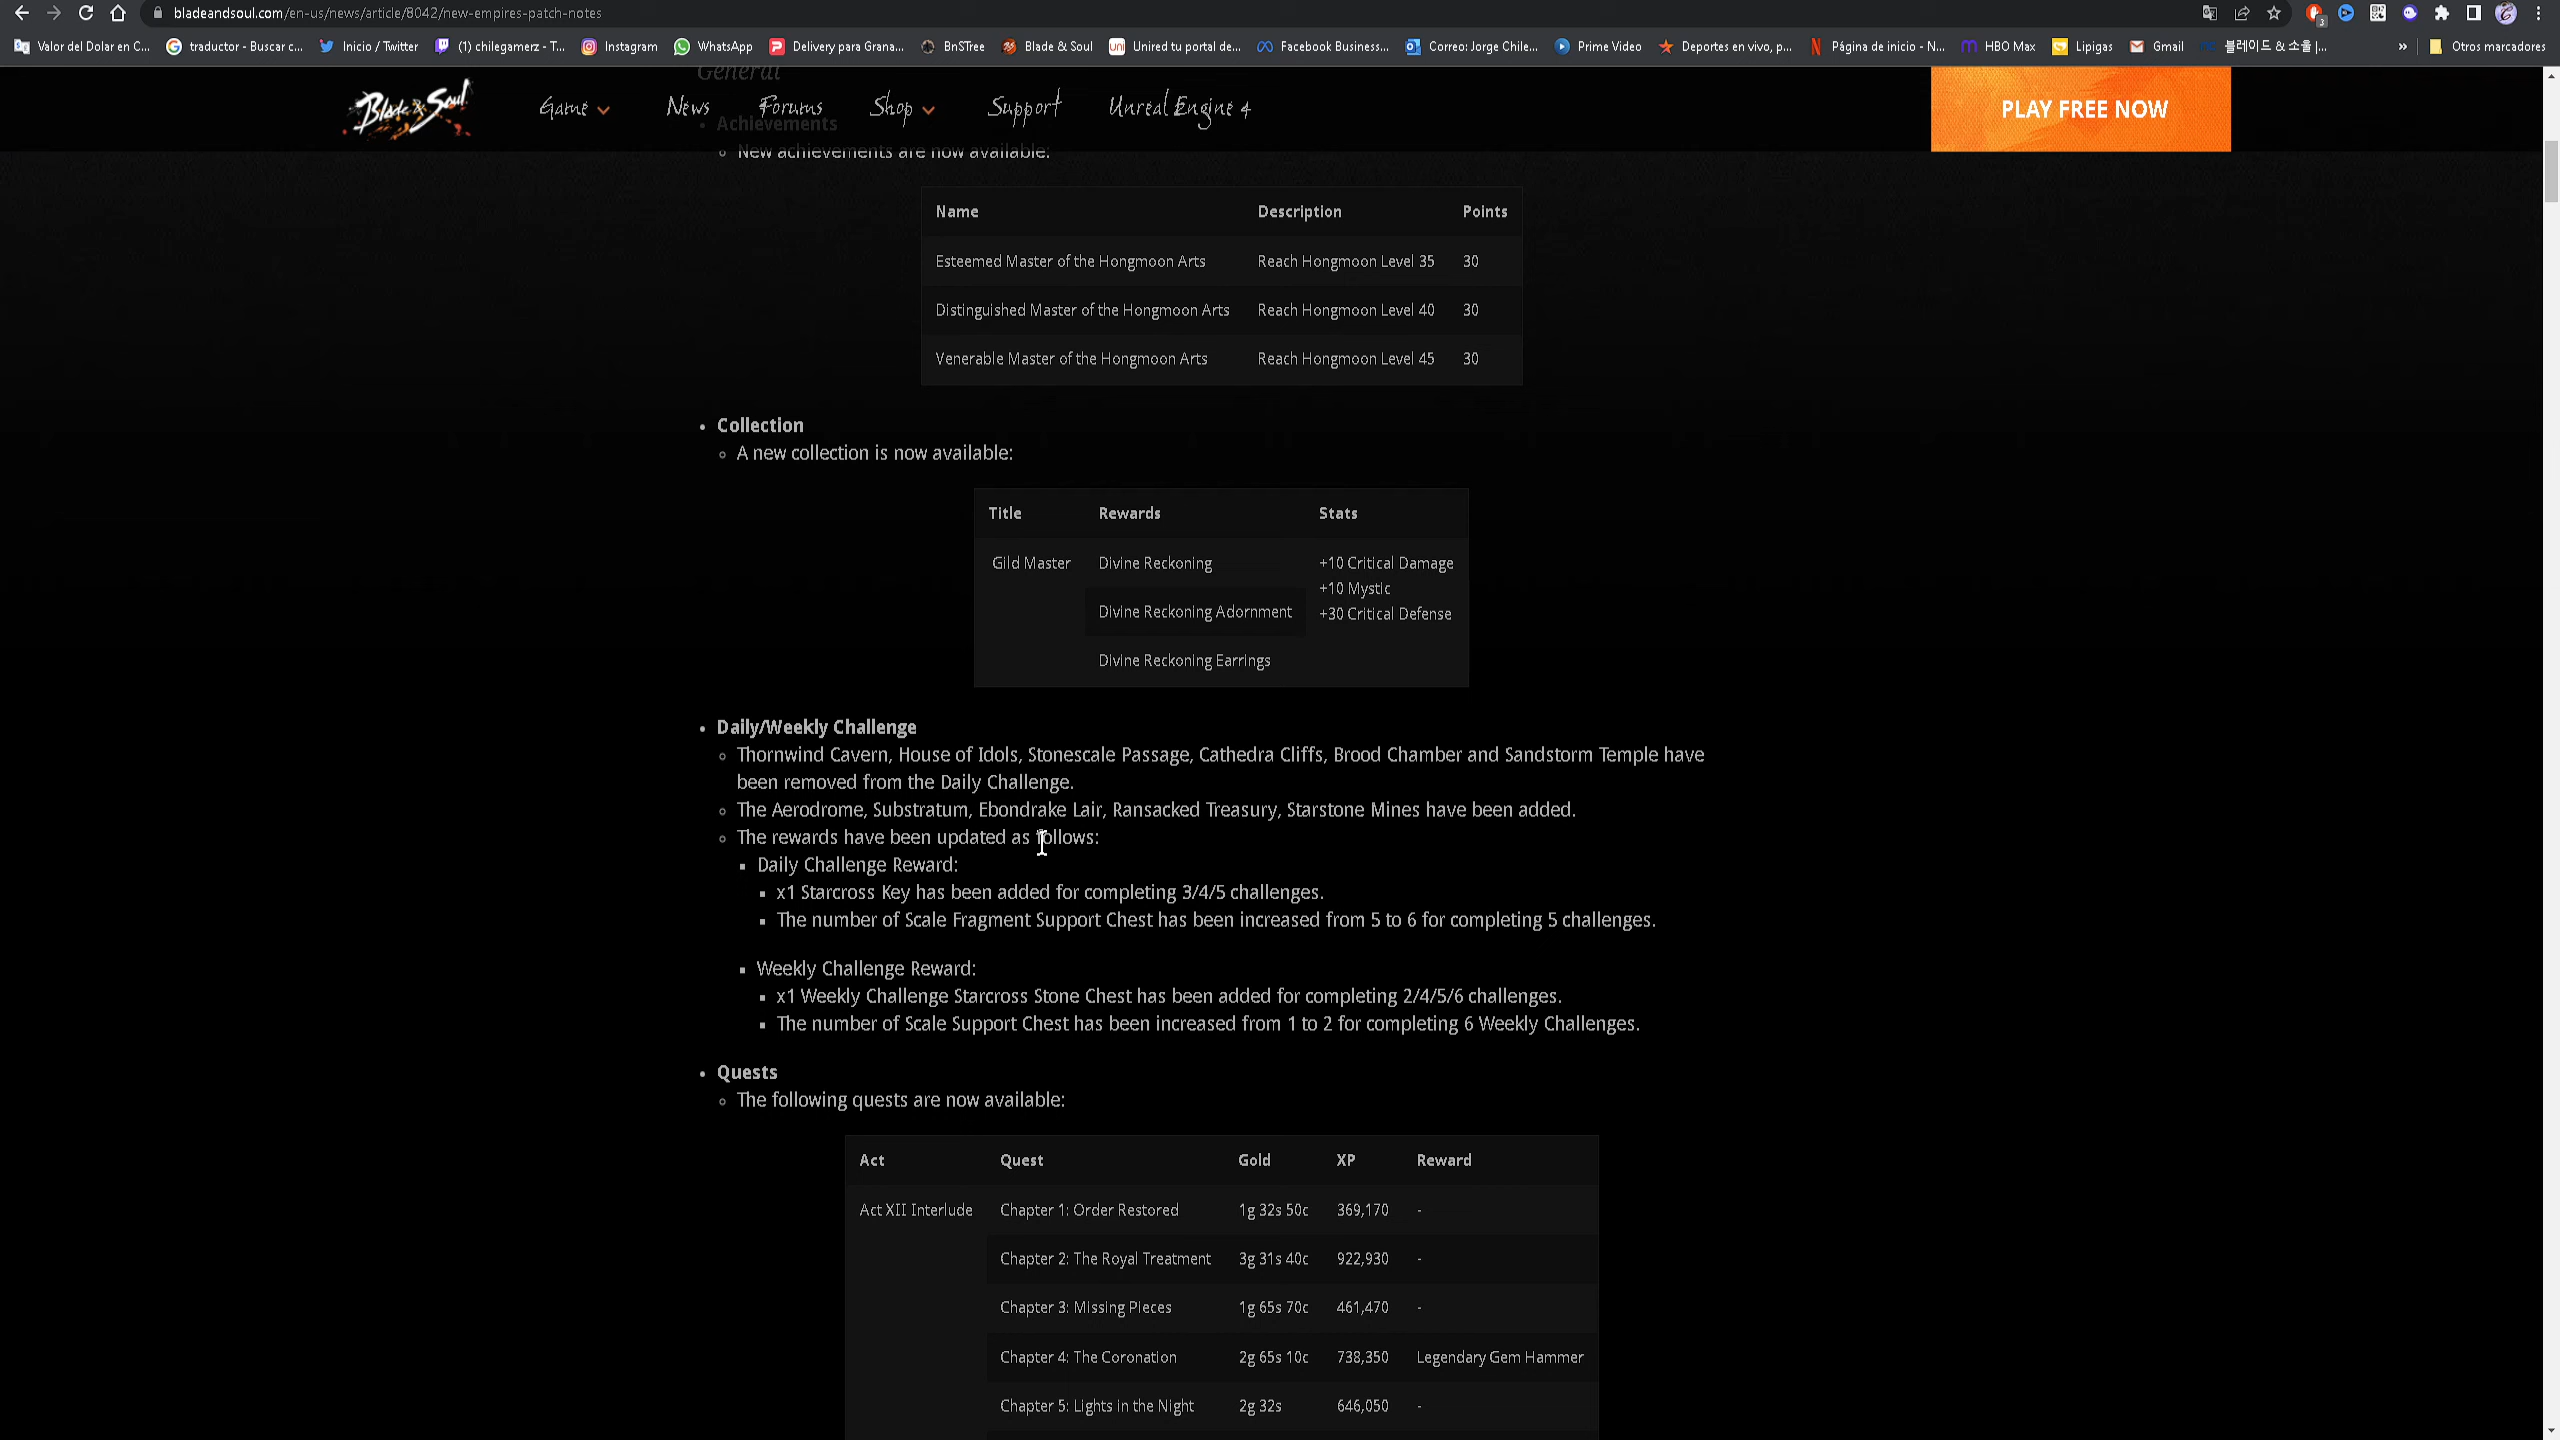 bladeandsoul.com/en-us/news/article/8042/new-empires-patch-notes
Valor del Dolar en C...
traductor - Buscar c...
Inicio / Twitter
(1) chilegamerz - T...
Instagram
WhatsApp
Delivery para Grana...
BnSTree
Blade & Soul
Unired tu portal de...
Facebook Business...
Correo: Jorge Chile...
Prime Video
Deportes en vivo, p...
Página de inicio - N...
HBO Max
Lipigas
Gmail
블레이드 & 소울 |...
»
Otros marcadores
General
Blade & Soul
Game
News
Forums
Shop
Support
Unreal Engine 4
PLAY FREE NOW
• Achievements
◦ New achievements are now available:
Name Description Points
Esteemed Master of the Hongmoon Arts Reach Hongmoon Level 35 30
Distinguished Master of the Hongmoon Arts Reach Hongmoon Level 40 30
Venerable Master of the Hongmoon Arts Reach Hongmoon Level 45 30
• Collection
◦ A new collection is now available:
Title Rewards Stats
Gild Master Divine Reckoning +10 Critical Damage
+10 Mystic
Divine Reckoning Adornment +30 Critical Defense
Divine Reckoning Earrings
• Daily/Weekly Challenge
◦ Thornwind Cavern, House of Idols, Stonescale Passage, Cathedra Cliffs, Brood Chamber and Sandstorm Temple have
been removed from the Daily Challenge.
◦ The Aerodrome, Substratum, Ebondrake Lair, Ransacked Treasury, Starstone Mines have been added.
◦ The rewards have been updated as follows:
▪ Daily Challenge Reward:
▪ x1 Starcross Key has been added for completing 3/4/5 challenges.
▪ The number of Scale Fragment Support Chest has been increased from 5 to 6 for completing 5 challenges.
▪ Weekly Challenge Reward:
▪ x1 Weekly Challenge Starcross Stone Chest has been added for completing 2/4/5/6 challenges.
▪ The number of Scale Support Chest has been increased from 1 to 2 for completing 6 Weekly Challenges.
• Quests
◦ The following quests are now available:
Act Quest Gold XP Reward
Act XII Interlude Chapter 1: Order Restored 1g 32s 50c 369,170 -
Chapter 2: The Royal Treatment 3g 31s 40c 922,930 -
Chapter 3: Missing Pieces 1g 65s 70c 461,470 -
Chapter 4: The Coronation 2g 65s 10c 738,350 Legendary Gem Hammer
Chapter 5: Lights in the Night 2g 32s 646,050 -